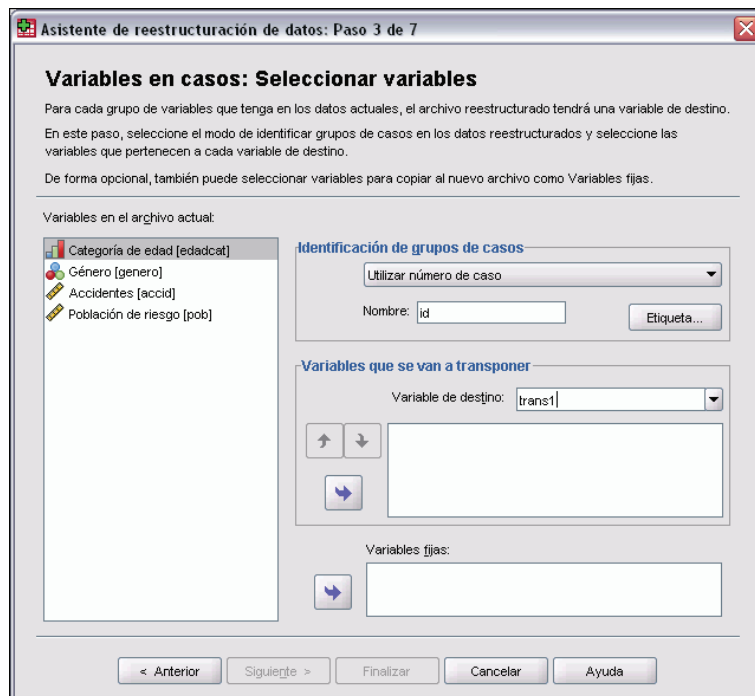 Asistente de reestructuración de datos: Paso 3 de 7
Variables en casos: Seleccionar variables
Para cada grupo de variables que tenga en los datos actuales, el archivo reestructurado tendrá una variable de destino.
En este paso, seleccione el modo de identificar grupos de casos en los datos reestructurados y seleccione las
variables que pertenecen a cada variable de destino.
De forma opcional, también puede seleccionar variables para copiar al nuevo archivo como Variables fijas.
Variables en el archivo actual:
Categoría de edad [edadcat]
Género [genero]
Accidentes [accid]
Población de riesgo [pob]
Identificación de grupos de casos
Utilizar número de caso
Nombre: id
Etiqueta...
Variables que se van a transponer
Variable de destino: trans1
Variables fijas:
< Anterior
Siguiente >
Finalizar
Cancelar
Ayuda